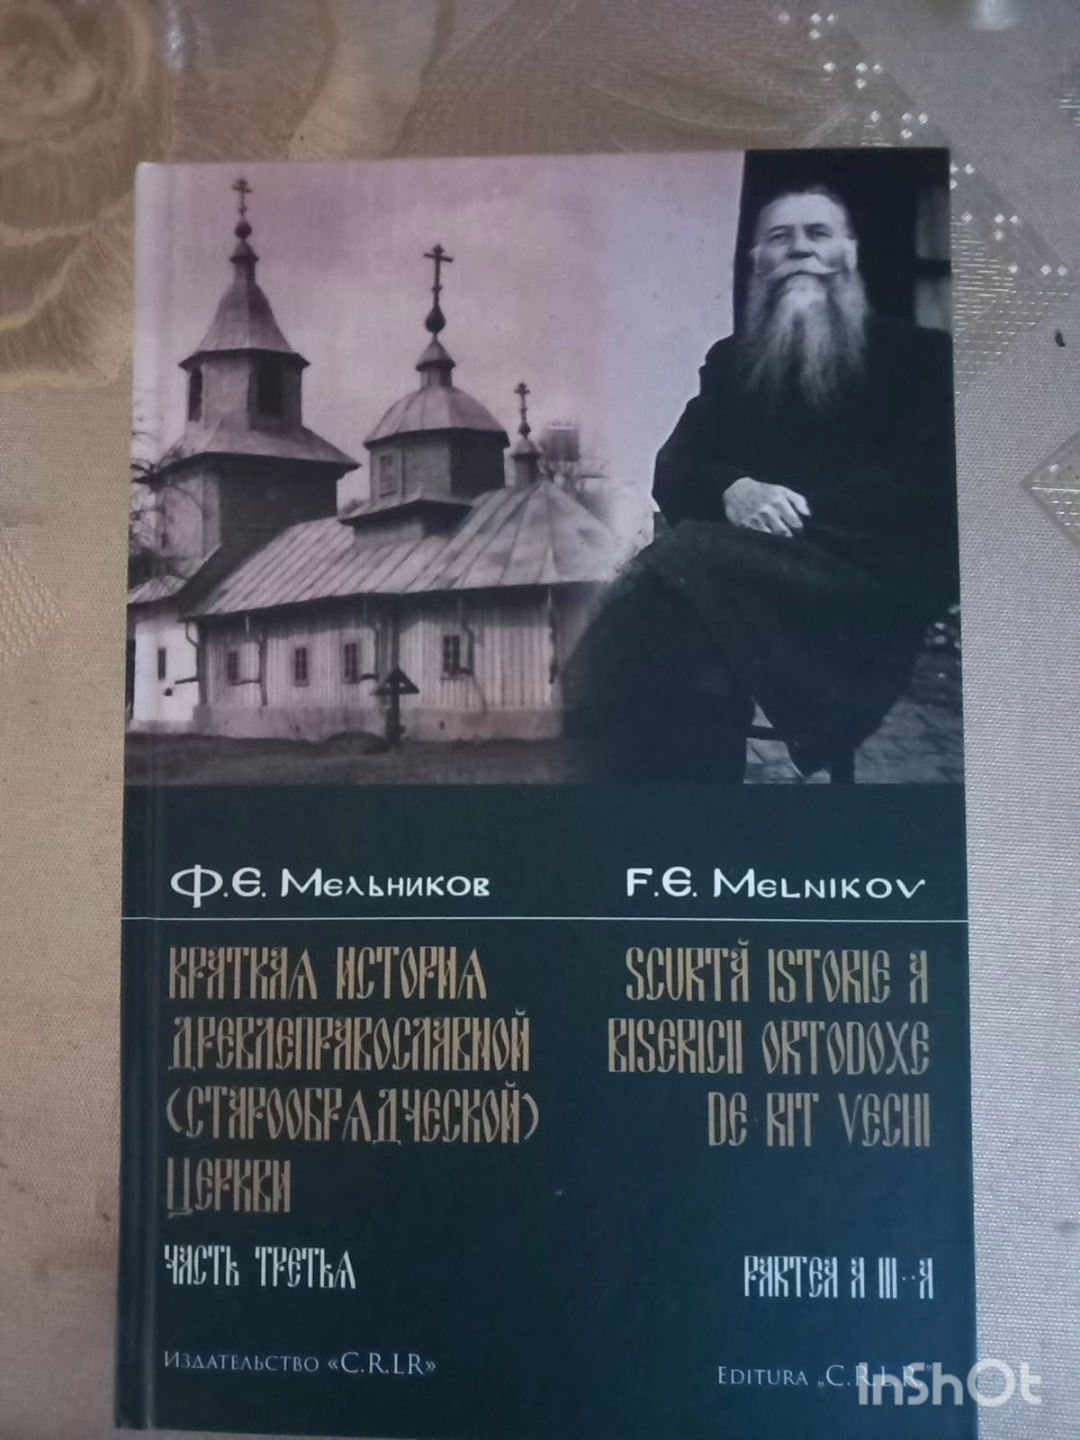 Ф.Е. Мельников
F.E. Melnikov
КРАТКАЯ ИСТОРИЯ
ДРЕВЛЕПРАВОСЛАВНОЙ
(СТАРООБРЯДЧЕСКОЙ)
ЦЕРКВИ
SCURTĂ ISTORIE A
BISERICII ORTODOXE
DE RIT VECHI
ЧАСТЬ ТРЕТЬЯ
PARTEA A III-A
Издательство «C.R.LR»
Editura „C.R.L.R.”
InShOt